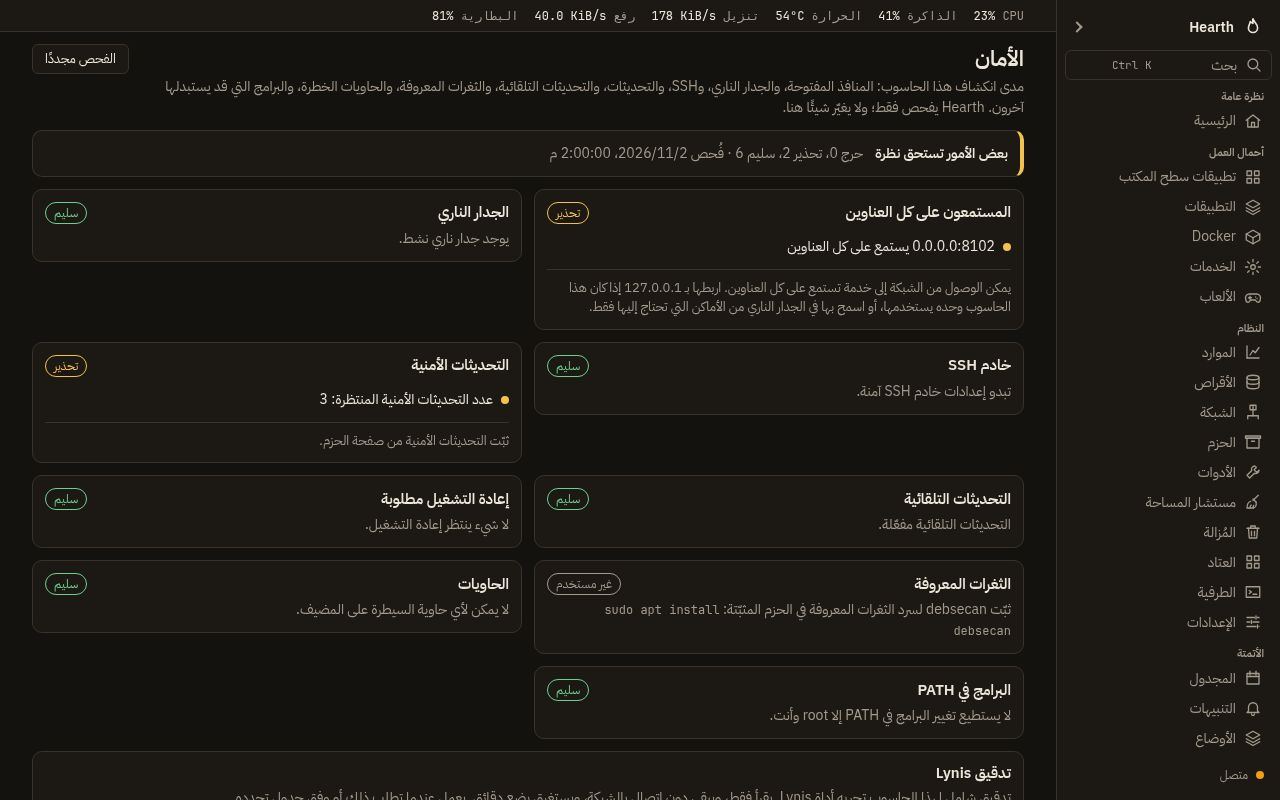 CPU 23% الذاكرة 41% الحرارة 54°C تنزيل 178 KiB/s رفع 40.0 KiB/s البطارية 81%
Hearth
بحث Ctrl K
نظرة عامة
الرئيسية
أحمال العمل
تطبيقات سطح المكتب
التطبيقات
Docker
الخدمات
الألعاب
النظام
الموارد
الأقراص
الشبكة
الحزم
الأدوات
مستشار المساحة
المُزالة
العتاد
الطرفية
الإعدادات
الأتمتة
المجدول
التنبيهات
الأوضاع
متصل
الأمان
الفحص مجددًا
مدى انكشاف هذا الحاسوب: المنافذ المفتوحة، والجدار الناري، وSSH، والتحديثات، والتحديثات التلقائية، والثغرات المعروفة، والحاويات الخطرة، والبرامج التي قد يستبدلها
آخرون. Hearth يفحص فقط؛ ولا يغيّر شيئًا هنا.
بعض الأمور تستحق نظرة حرج 0، تحذير 2، سليم 6 · فُحص 2026/11/2، 2:00:00 م
المستمعون على كل العناوين تحذير
0.0.0.0:8102 يستمع على كل العناوين
يمكن الوصول من الشبكة إلى خدمة تستمع على كل العناوين. اربطها بـ 127.0.0.1 إذا كان هذا
الحاسوب وحده يستخدمها، أو اسمح بها في الجدار الناري من الأماكن التي تحتاج إليها فقط.
الجدار الناري سليم
يوجد جدار ناري نشط.
خادم SSH سليم
تبدو إعدادات خادم SSH آمنة.
التحديثات الأمنية تحذير
عدد التحديثات الأمنية المنتظرة: 3
ثبّت التحديثات الأمنية من صفحة الحزم.
التحديثات التلقائية سليم
التحديثات التلقائية مفعّلة.
إعادة التشغيل مطلوبة سليم
لا شيء ينتظر إعادة التشغيل.
الثغرات المعروفة غير مستخدم
ثبّت debsecan لسرد الثغرات المعروفة في الحزم المثبّتة: sudo apt install
debsecan
الحاويات سليم
لا يمكن لأي حاوية السيطرة على المضيف.
البرامج في PATH سليم
لا يستطيع تغيير البرامج في PATH إلا root وأنت.
تدقيق Lynis